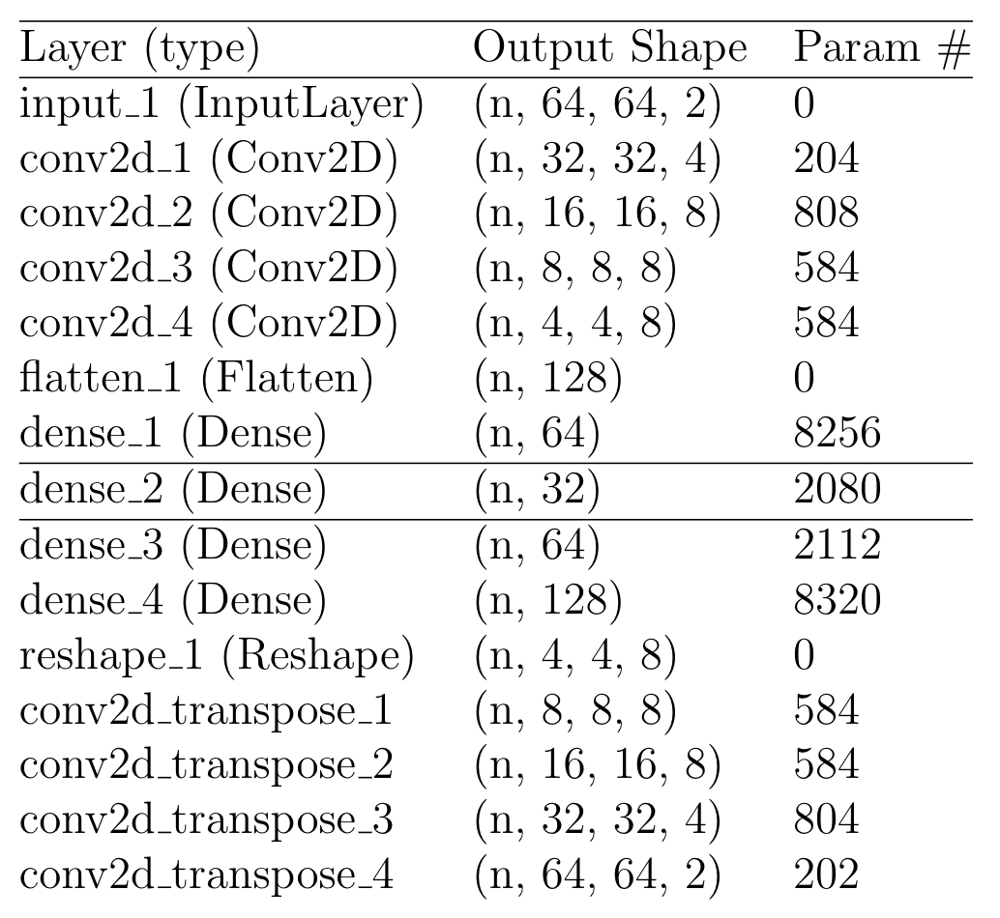 Layer (type) Output Shape Param #
input_1 (InputLayer) (n, 64, 64, 2) 0
conv2d_1 (Conv2D) (n, 32, 32, 4) 204
conv2d_2 (Conv2D) (n, 16, 16, 8) 808
conv2d_3 (Conv2D) (n, 8, 8, 8) 584
conv2d_4 (Conv2D) (n, 4, 4, 8) 584
flatten_1 (Flatten) (n, 128) 0
dense_1 (Dense) (n, 64) 8256
dense_2 (Dense) (n, 32) 2080
dense_3 (Dense) (n, 64) 2112
dense_4 (Dense) (n, 128) 8320
reshape_1 (Reshape) (n, 4, 4, 8) 0
conv2d_transpose_1 (n, 8, 8, 8) 584
conv2d_transpose_2 (n, 16, 16, 8) 584
conv2d_transpose_3 (n, 32, 32, 4) 804
conv2d_transpose_4 (n, 64, 64, 2) 202